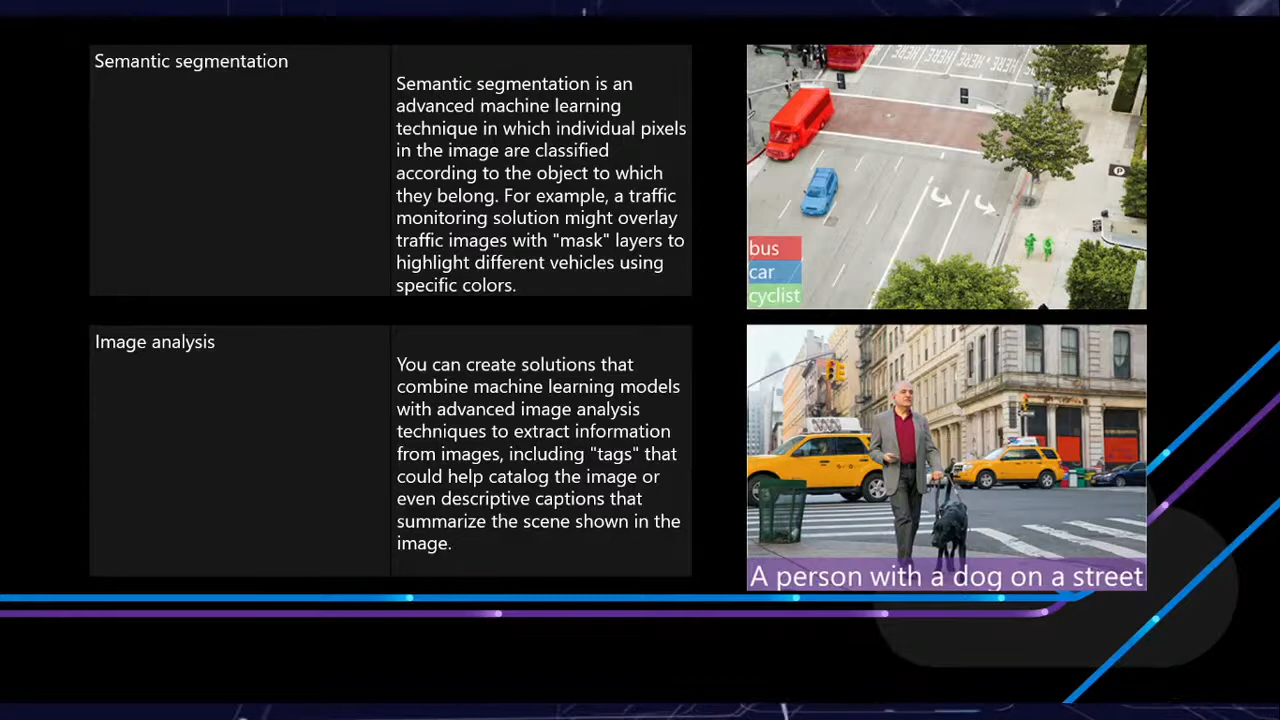 Semantic segmentation
Semantic segmentation is an
advanced machine learning
technique in which individual pixels
in the image are classified
according to the object to which
they belong. For example, a traffic
monitoring solution might overlay
traffic images with "mask" layers to
highlight different vehicles using
specific colors.
HERE HERE HERE HERE
P
bus
car
cyclist
Image analysis
You can create solutions that
combine machine learning models
with advanced image analysis
techniques to extract information
from images, including "tags" that
could help catalog the image or
even descriptive captions that
summarize the scene shown in the
image.
A person with a dog on a street